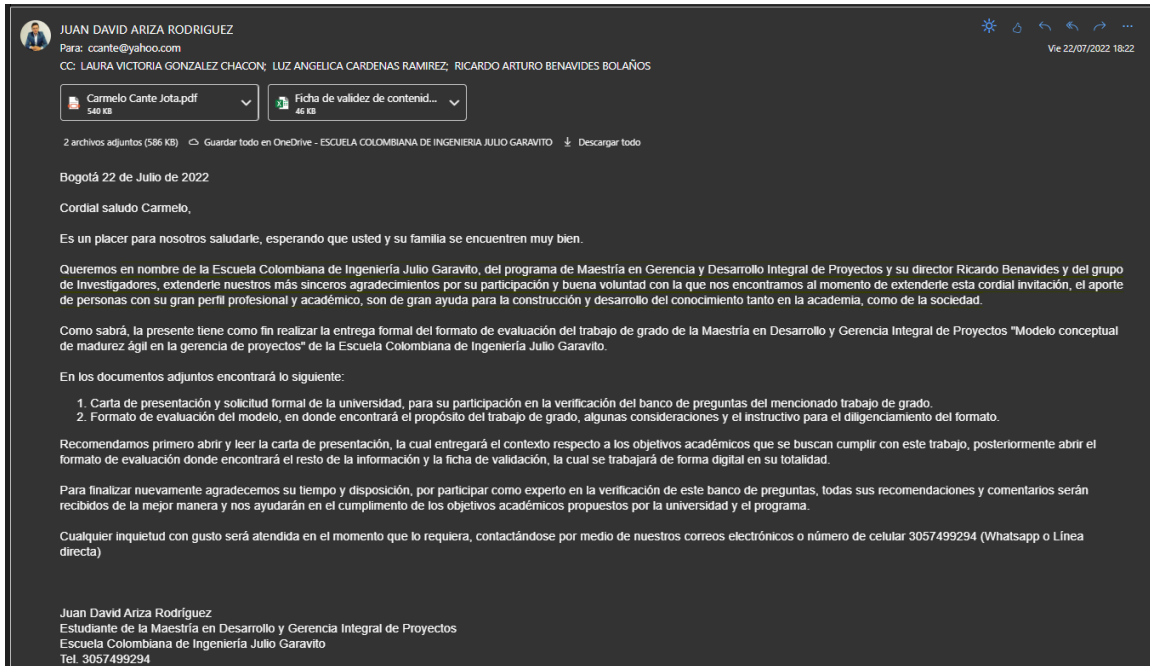 JUAN DAVID ARIZA RODRIGUEZ
Para: ccante@yahoo.com
CC: LAURA VICTORIA GONZALEZ CHACON; LUZ ANGELICA CARDENAS RAMIREZ; RICARDO ARTURO BENAVIDES BOLAÑOS
Vie 22/07/2022 18:22
Carmelo Cante Jota.pdf
540 KB
Ficha de validez de contenid...
46 KB
2 archivos adjuntos (586 KB) Guardar todo en OneDrive - ESCUELA COLOMBIANA DE INGENIERIA JULIO GARAVITO Descargar todo
Bogotá 22 de Julio de 2022
Cordial saludo Carmelo,
Es un placer para nosotros saludarle, esperando que usted y su familia se encuentren muy bien.
Queremos en nombre de la Escuela Colombiana de Ingeniería Julio Garavito, del programa de Maestría en Gerencia y Desarrollo Integral de Proyectos y su director Ricardo Benavides y del grupo
de Investigadores, extenderle nuestros más sinceros agradecimientos por su participación y buena voluntad con la que nos encontramos al momento de extenderle esta cordial invitación, el aporte
de personas con su gran perfil profesional y académico, son de gran ayuda para la construcción y desarrollo del conocimiento tanto en la academia, como de la sociedad.
Como sabrá, la presente tiene como fin realizar la entrega formal del formato de evaluación del trabajo de grado de la Maestría en Desarrollo y Gerencia Integral de Proyectos "Modelo conceptual
de madurez ágil en la gerencia de proyectos" de la Escuela Colombiana de Ingeniería Julio Garavito.
En los documentos adjuntos encontrará lo siguiente:
1. Carta de presentación y solicitud formal de la universidad, para su participación en la verificación del banco de preguntas del mencionado trabajo de grado.
2. Formato de evaluación del modelo, en donde encontrará el propósito del trabajo de grado, algunas consideraciones y el instructivo para el diligenciamiento del formato.
Recomendamos primero abrir y leer la carta de presentación, la cual entregará el contexto respecto a los objetivos académicos que se buscan cumplir con este trabajo, posteriormente abrir el
formato de evaluación donde encontrará el resto de la información y la ficha de validación, la cual se trabajará de forma digital en su totalidad.
Para finalizar nuevamente agradecemos su tiempo y disposición, por participar como experto en la verificación de este banco de preguntas, todas sus recomendaciones y comentarios serán
recibidos de la mejor manera y nos ayudarán en el cumplimento de los objetivos académicos propuestos por la universidad y el programa.
Cualquier inquietud con gusto será atendida en el momento que lo requiera, contactándose por medio de nuestros correos electrónicos o número de celular 3057499294 (Whatsapp o Línea
directa)
Juan David Ariza Rodríguez
Estudiante de la Maestría en Desarrollo y Gerencia Integral de Proyectos
Escuela Colombiana de Ingeniería Julio Garavito
Tel. 3057499294